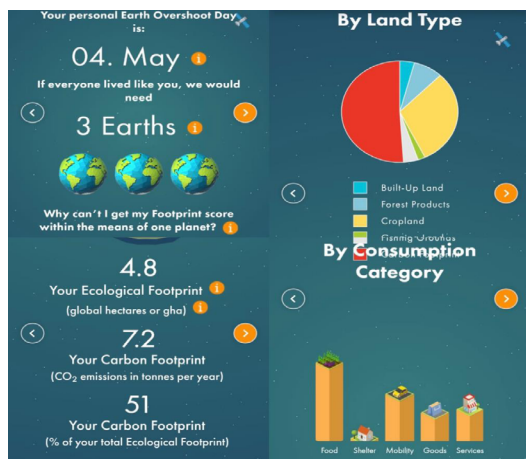 Your personal Earth Overshoot Day
is:
04. May
If everyone lived like you, we would
need
3 Earths
Why can't I get my Footprint score
within the means of one planet?
By Land Type
Built-Up Land
Forest Products
Cropland
Fishing Grounds
Carbon Footprint
4.8
Your Ecological Footprint
(global hectares or gha)
7.2
Your Carbon Footprint
(CO₂ emissions in tonnes per year)
51
Your Carbon Footprint
(% of your total Ecological Footprint)
By Consumption
Category
Food Shelter Mobility Goods Services